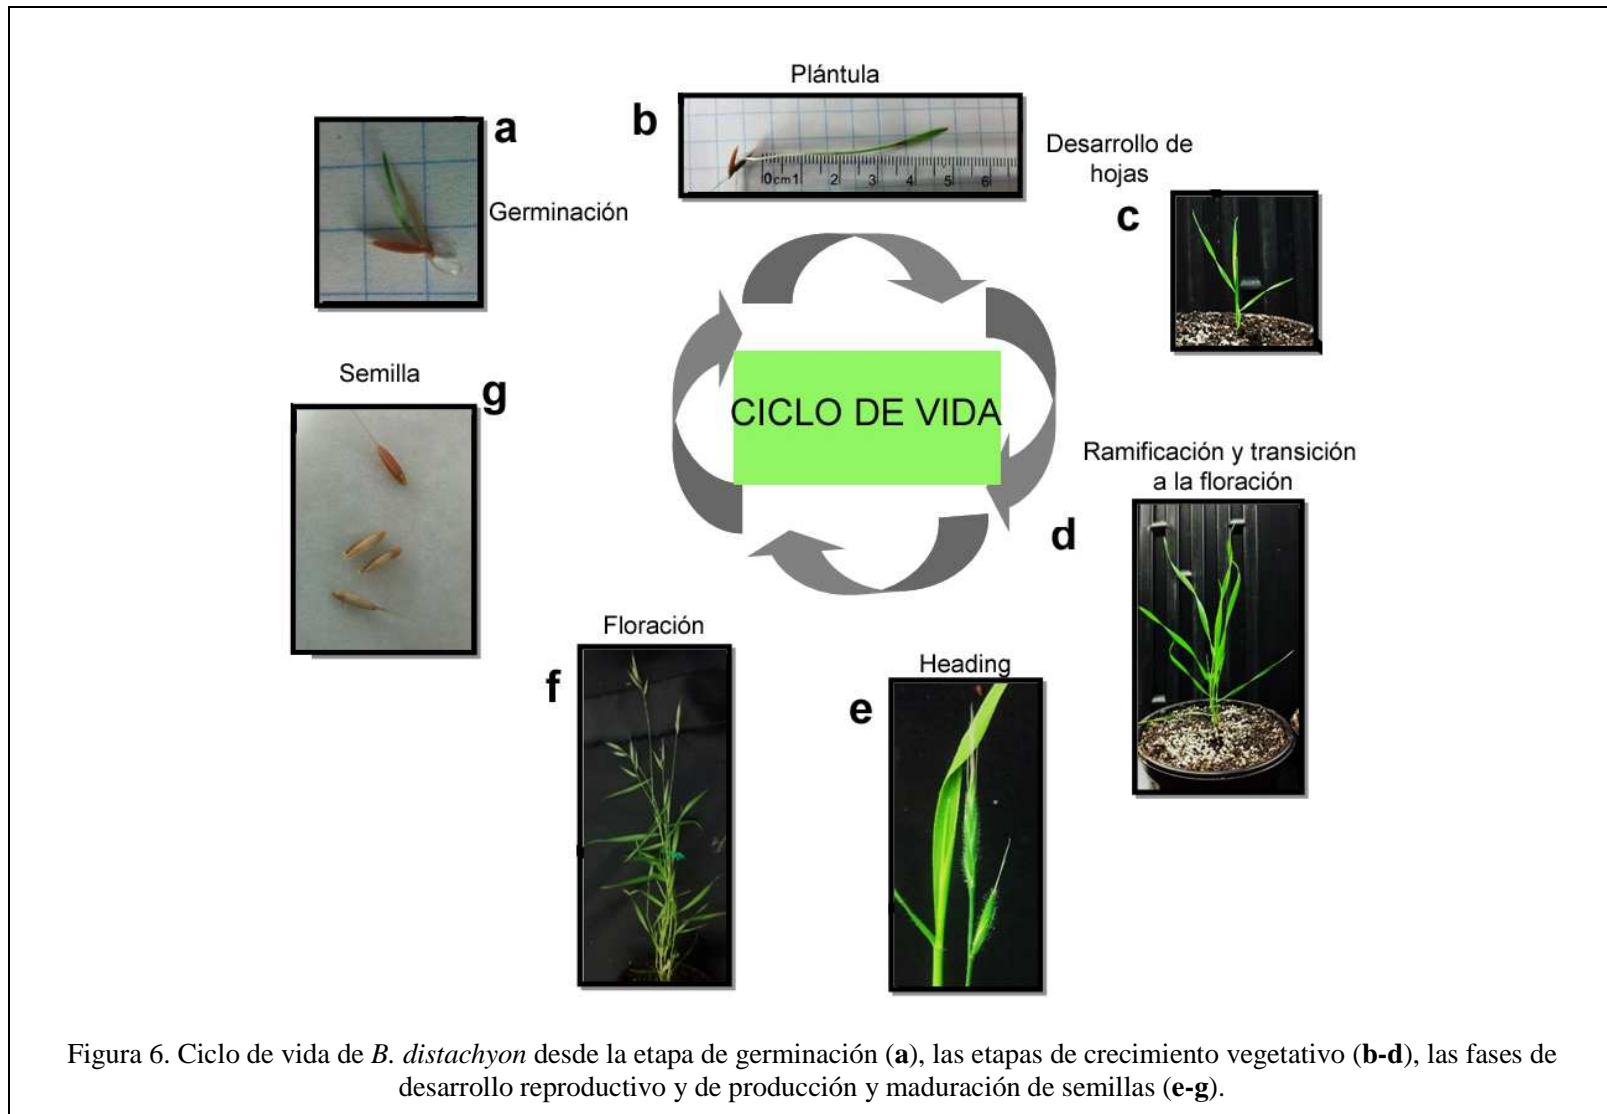 Plántula
b
a
Germinación
0cm1 2 3 4 5 6
Desarrollo de
hojas
c
Semilla
g
CICLO DE VIDA
Ramificación y transición
a la floración
d
Floración
f
Heading
e
Figura 6. Ciclo de vida de B. distachyon desde la etapa de germinación (a), las etapas de crecimiento vegetativo (b-d), las fases de
desarrollo reproductivo y de producción y maduración de semillas (e-g).